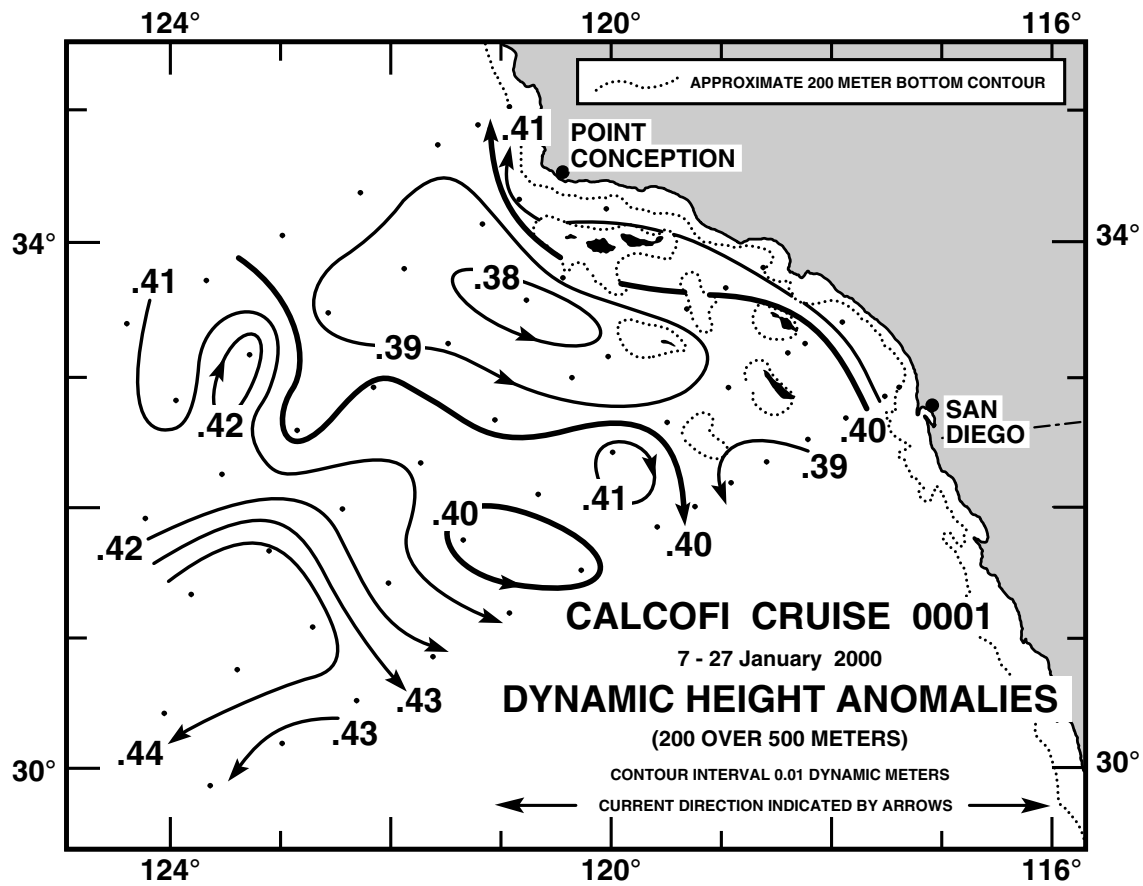 124°
120°
116°
APPROXIMATE 200 METER BOTTOM CONTOUR
.41
POINT
CONCEPTION
34°
34°
.41
.38
.39
.42
.40
SAN
DIEGO
.39
.41
.40
.42
.40
CALCOFI CRUISE 0001
7 - 27 January 2000
DYNAMIC HEIGHT ANOMALIES
(200 OVER 500 METERS)
.43
.43
.44
30°
30°
CONTOUR INTERVAL 0.01 DYNAMIC METERS
CURRENT DIRECTION INDICATED BY ARROWS
124°
120°
116°